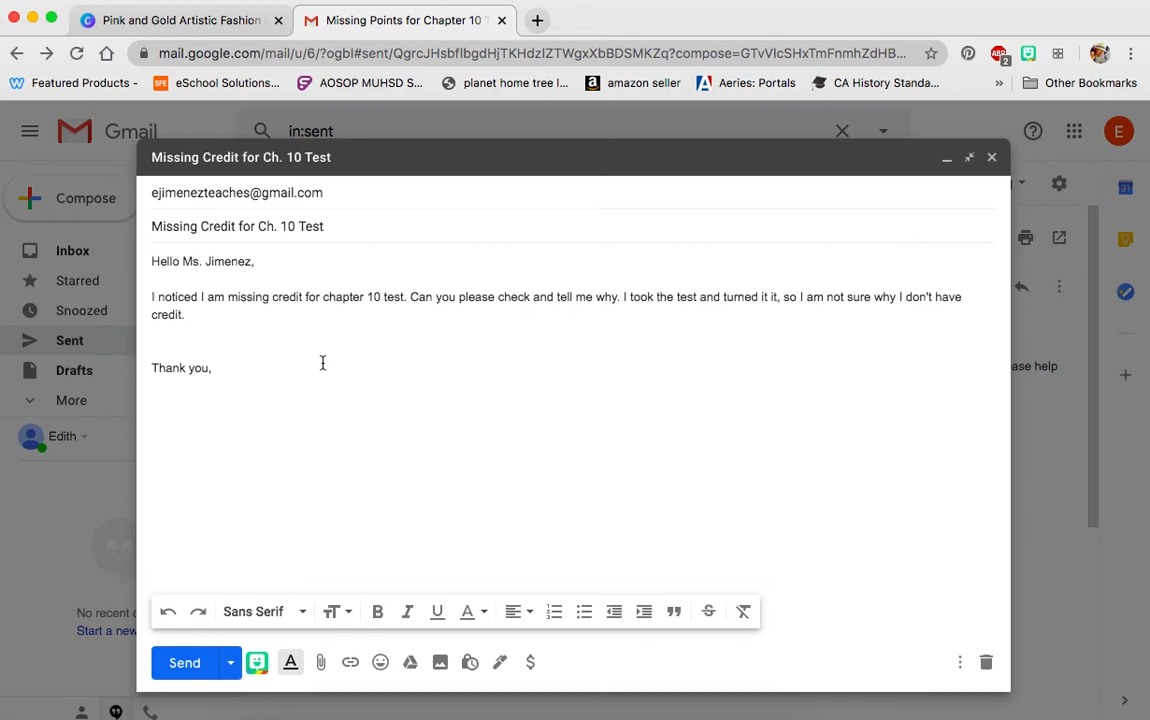 Pink and Gold Artistic Fashion
Missing Points for Chapter 10 T
mail.google.com/mail/u/6/?ogbl#sent/QgrcJHsbflbgdHjTKHdzlZTWgxXbBDSMKZq?compose=GTvVlcSHxTmFnmhZdHB...
2
Featured Products -
SFE eSchool Solutions...
AOSOP MUHSD S...
planet home tree l...
a amazon seller
Aeries: Portals
CA History Standa...
»
Other Bookmarks
Gmail
in:sent
E
Compose
Inbox
Starred
Snoozed
Sent
Drafts
More
Edith
No recent c
Start a new
Missing Credit for Ch. 10 Test
ejimenezteaches@gmail.com
Missing Credit for Ch. 10 Test
Hello Ms. Jimenez,
I noticed I am missing credit for chapter 10 test. Can you please check and tell me why. I took the test and turned it it, so I am not sure why I don't have
credit.
Thank you,
ase help
31
Sans Serif
B I U A
Send
A
$